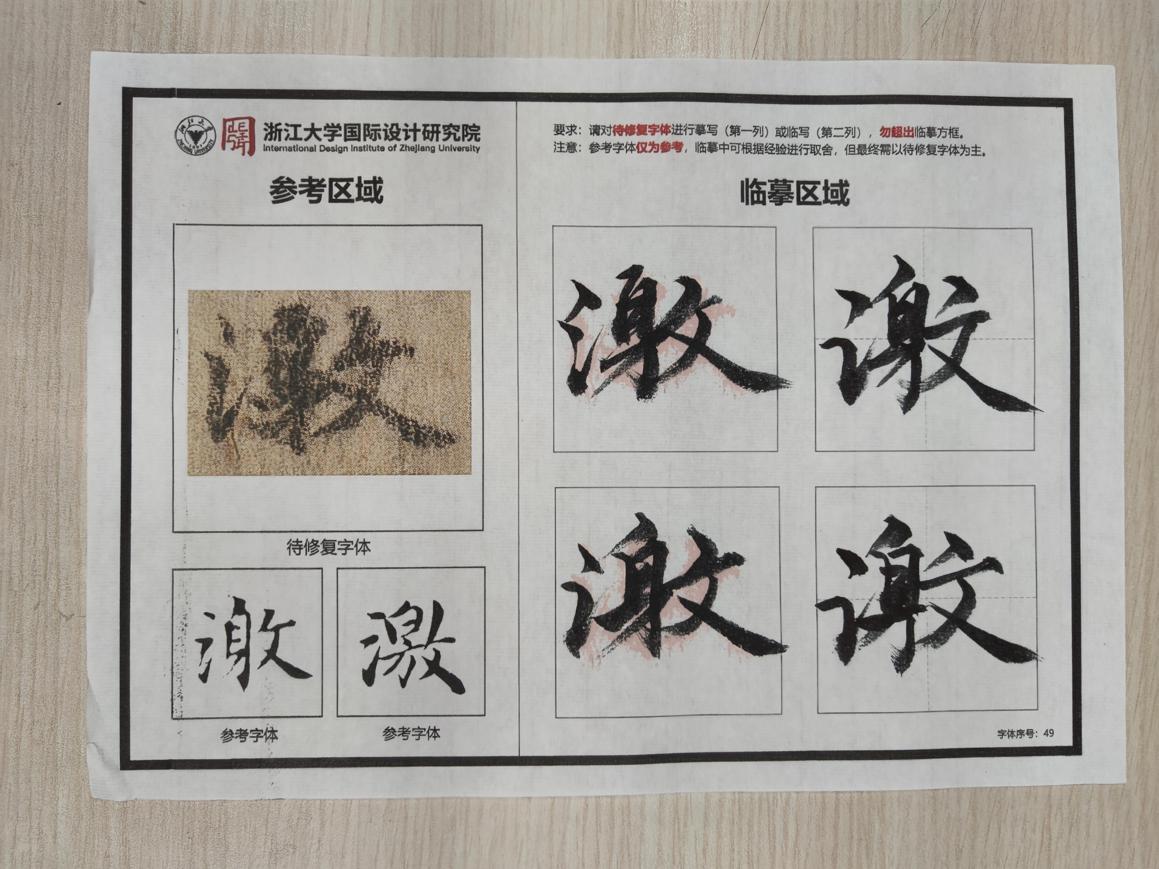 浙江大学国际设计研究院
International Design Institute of Zhejiang University
要求：请对待修复字体进行摹写（第一列）或临写（第二列），勿超出临摹方框。
注意：参考字体仅为参考，临摹中可根据经验进行取舍，但最终需以待修复字体为主。
参考区域
临摹区域
激
激 激
待修复字体
激 激
激 激
参考字体
参考字体
字体序号：49